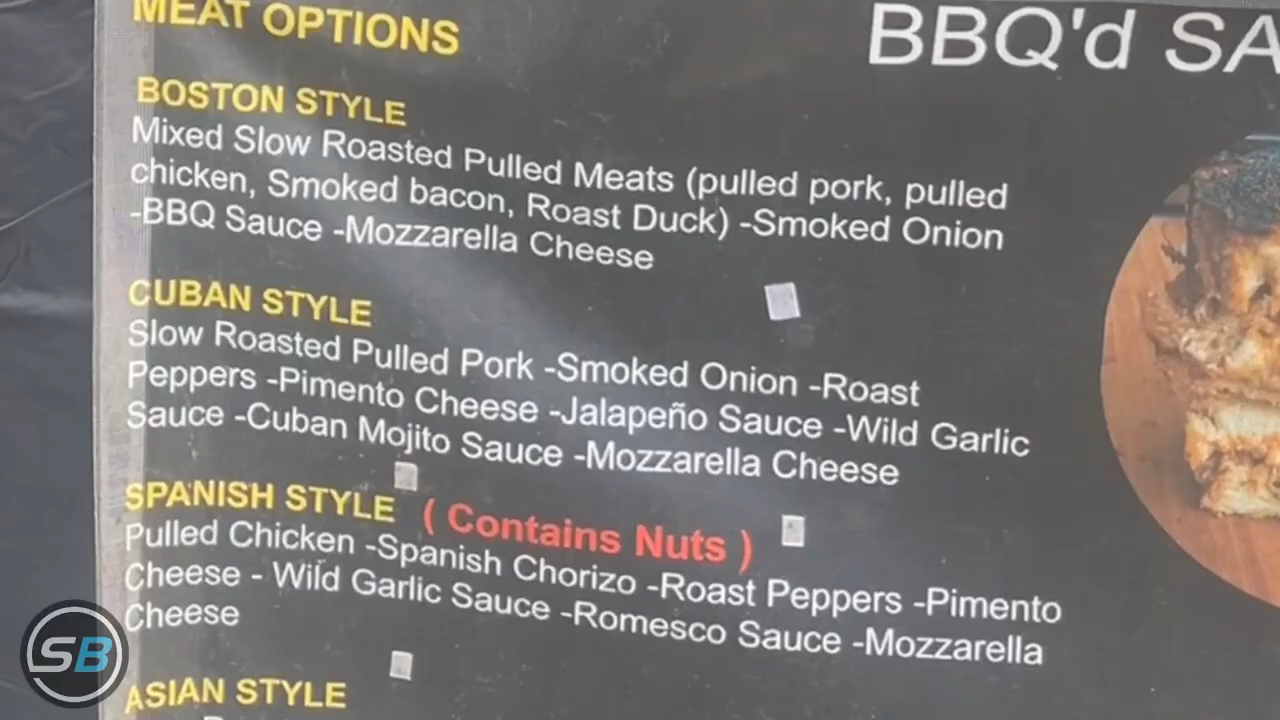 MEAT OPTIONS
BBQ'd SA
BOSTON STYLE
Mixed Slow Roasted Pulled Meats (pulled pork, pulled
chicken, Smoked bacon, Roast Duck) -Smoked Onion
-BBQ Sauce -Mozzarella Cheese
CUBAN STYLE
Slow Roasted Pulled Pork -Smoked Onion -Roast
Peppers -Pimento Cheese -Jalapeño Sauce -Wild Garlic
Sauce -Cuban Mojito Sauce -Mozzarella Cheese
SPANISH STYLE ( Contains Nuts )
Pulled Chicken -Spanish Chorizo -Roast Peppers -Pimento
Cheese - Wild Garlic Sauce -Romesco Sauce -Mozzarella
Cheese
ASIAN STYLE
SB